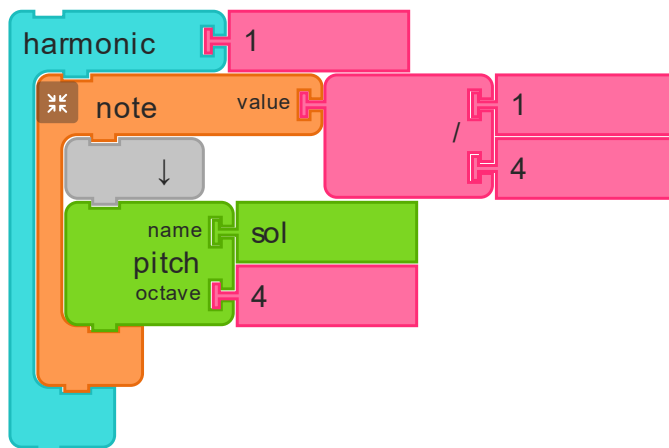 harmonic 1
note value 1
/
4
↓
name sol
pitch
octave 4